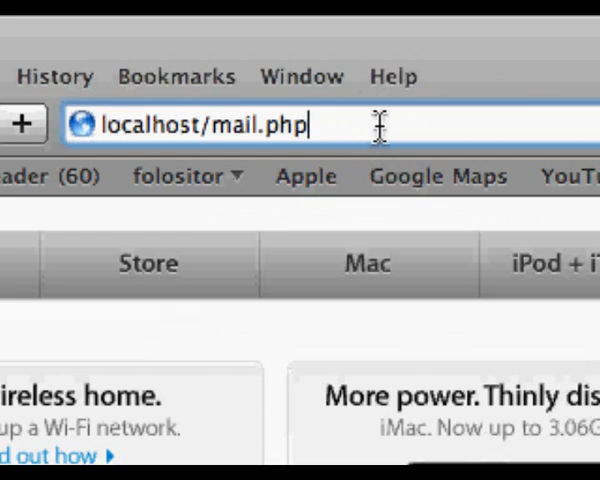 History Bookmarks Window Help
+ localhost/mail.php
ader (60) folositor Apple Google Maps YouT
Store Mac iPod + iT
ireless home. More power. Thinly dis
up a Wi-Fi network. iMac. Now up to 3.06G
d out how